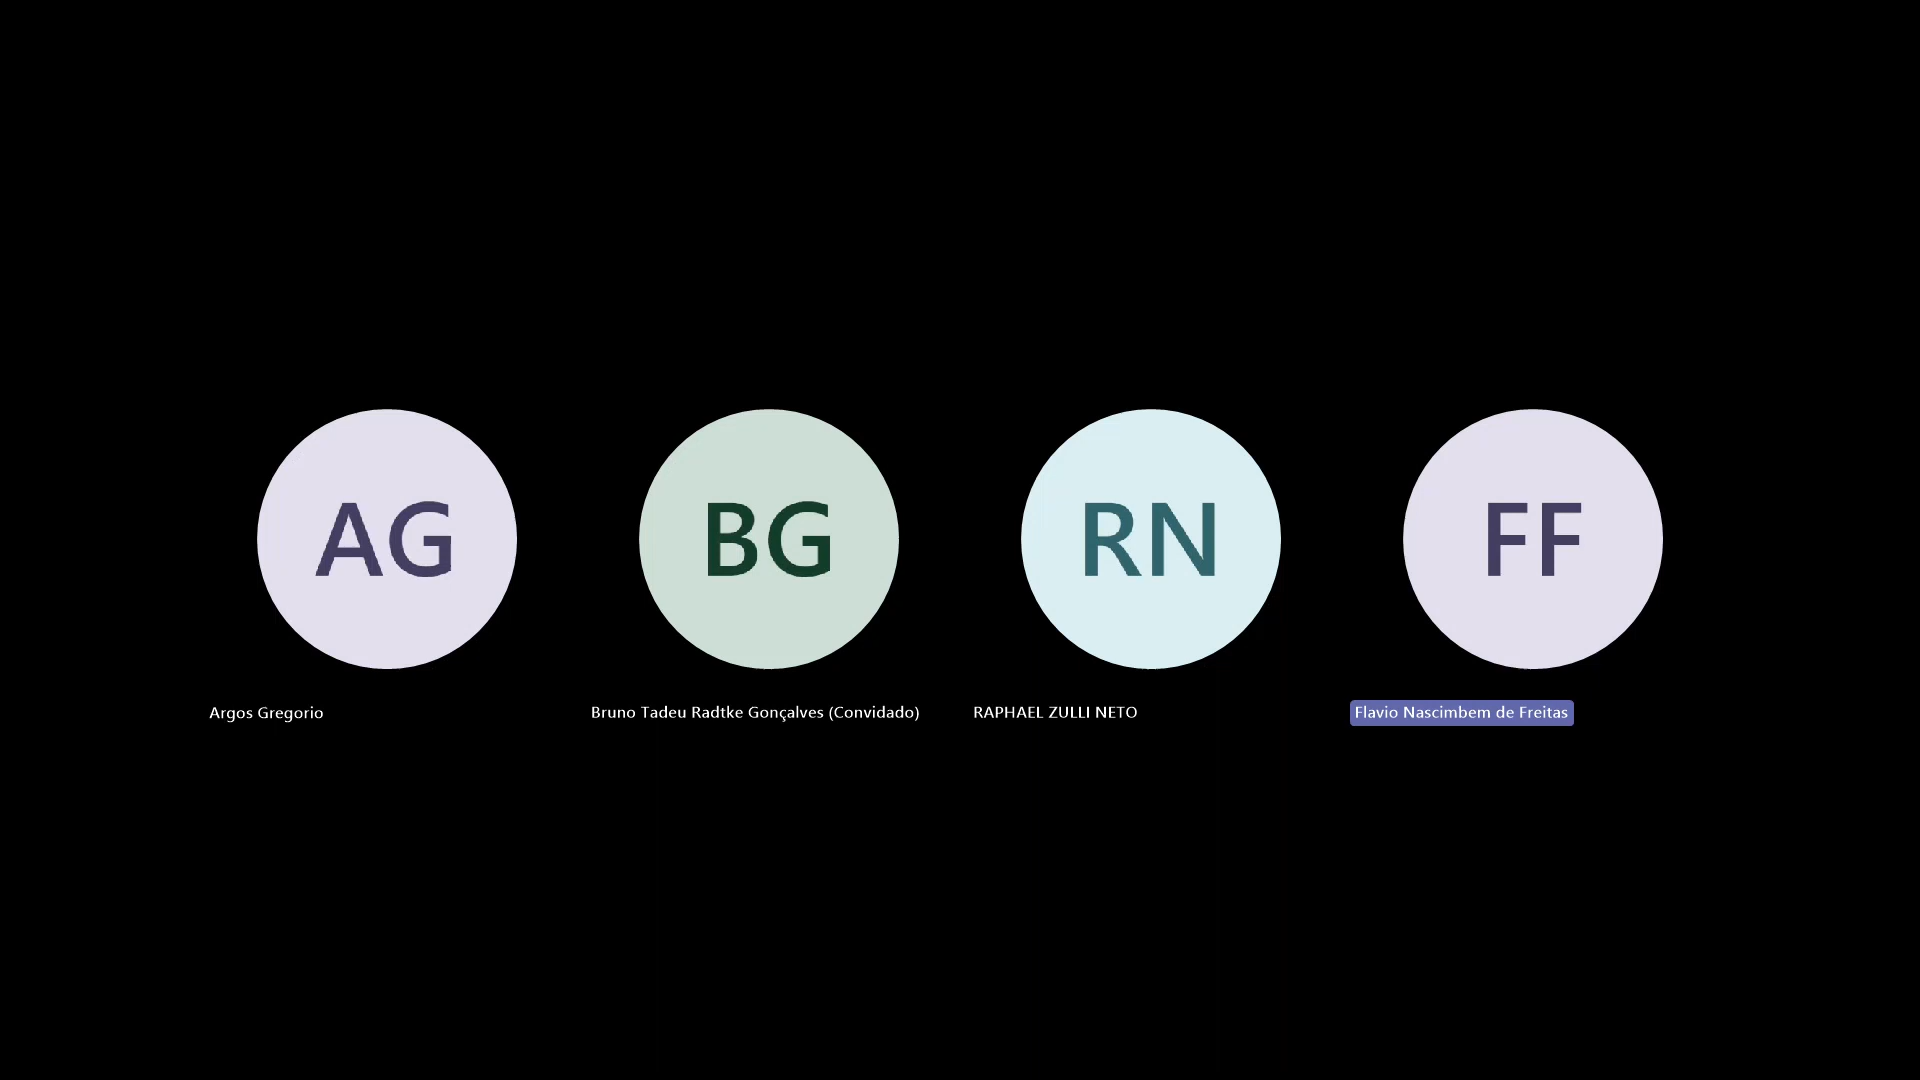 AG
BG
RN
FF
Argos Gregorio
Bruno Tadeu Radtke Gonçalves (Convidado)
RAPHAEL ZULLI NETO
Flavio Nascimbem de Freitas